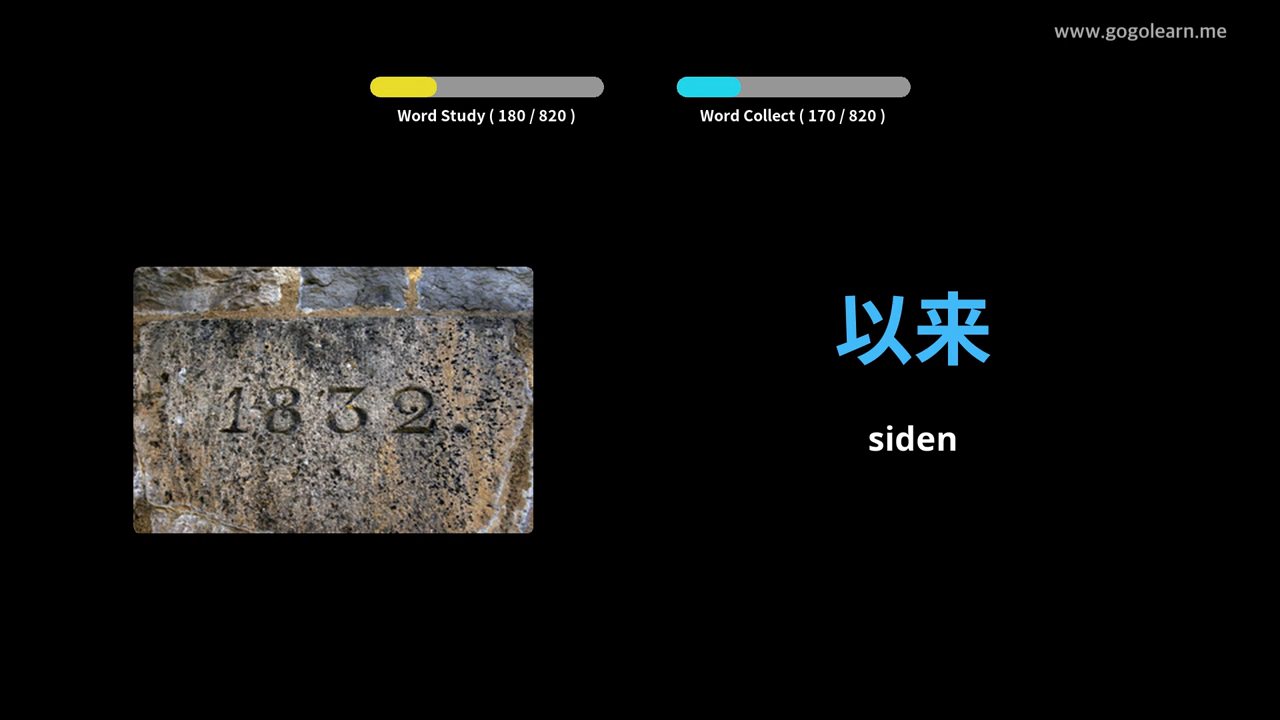 www.gogolearn.me
Word Study ( 180 / 820 )
Word Collect ( 170 / 820 )
1832.
以来
siden